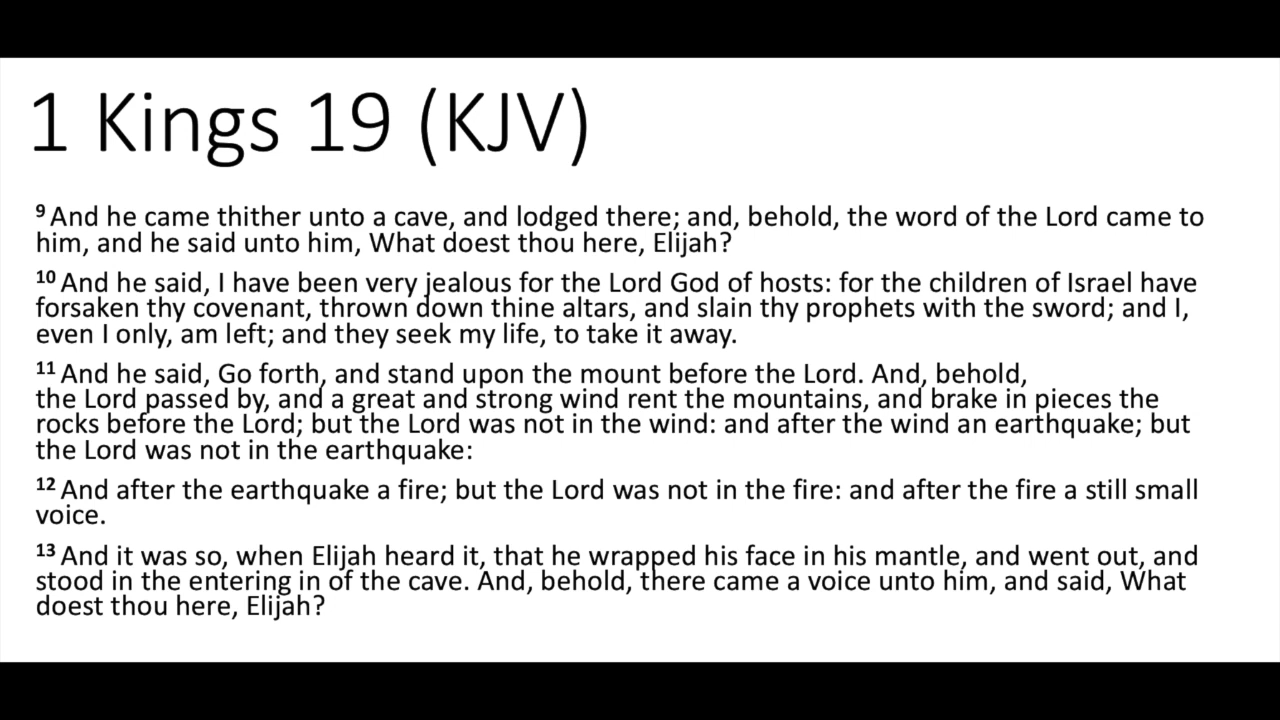 1 Kings 19 (KJV)
9 And he came thither unto a cave, and lodged there; and, behold, the word of the Lord came to
him, and he said unto him, What doest thou here, Elijah?
10 And he said, I have been very jealous for the Lord God of hosts: for the children of Israel have
forsaken thy covenant, thrown down thine altars, and slain thy prophets with the sword; and I,
even I only, am left; and they seek my life, to take it away.
11 And he said, Go forth, and stand upon the mount before the Lord. And, behold,
the Lord passed by, and a great and strong wind rent the mountains, and brake in pieces the
rocks before the Lord; but the Lord was not in the wind: and after the wind an earthquake; but
the Lord was not in the earthquake:
12 And after the earthquake a fire; but the Lord was not in the fire: and after the fire a still small
voice.
13 And it was so, when Elijah heard it, that he wrapped his face in his mantle, and went out, and
stood in the entering in of the cave. And, behold, there came a voice unto him, and said, What
doest thou here, Elijah?